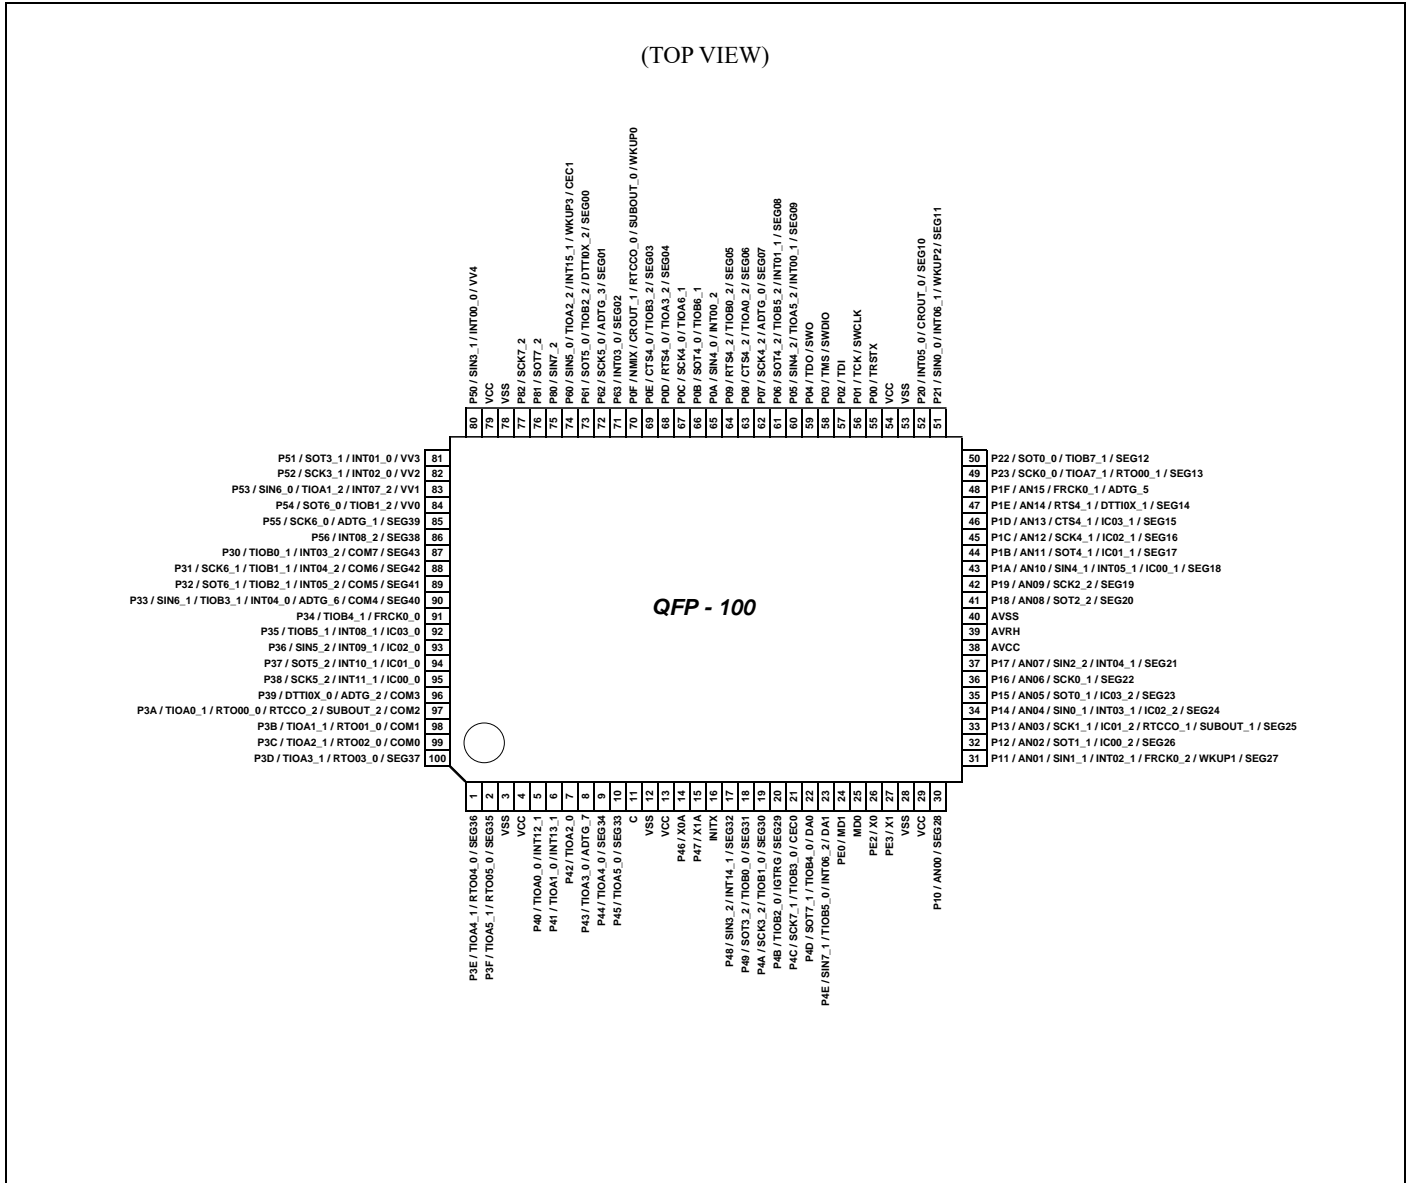 (TOP VIEW)
P50 / SIN3_1 / INT00_0 / VV4
VCC
VSS
P82 / SCK7_2
P81 / SOT7_2
P80 / SIN7_2
P60 / SIN5_0 / TIOA2_2 / INT15_1 / WKUP3 / CEC1
P61 / SOT5_0 / TIOB2_2 / DTTI0X_2 / SEG00
P62 / SCK5_0 / ADTG_3 / SEG01
P63 / INT03_0 / SEG02
P0F / NMIX / CROUT_1 / RTCCO_0 / SUBOUT_0 / WKUP0
P0E / CTS4_0 / TIOB3_2 / SEG03
P0D / RTS4_0 / TIOA3_2 / SEG04
P0C / SCK4_0 / TIOA6_1
P0B / SOT4_0 / TIOB6_1
P0A / SIN4_0 / INT00_2
P09 / RTS4_2 / TIOB0_2 / SEG05
P08 / CTS4_2 / TIOA0_2 / SEG06
P07 / SCK4_2 / ADTG_0 / SEG07
P06 / SOT4_2 / TIOB5_2 / INT01_1 / SEG08
P05 / SIN4_2 / TIOA5_2 / INT00_1 / SEG09
P04 / TDO / SWO
P03 / TMS / SWDIO
P02 / TDI
P01 / TCK / SWCLK
P00 / TRSTX
VCC
VSS
P20 / INT05_0 / CROUT_0 / SEG10
P21 / SIN0_0 / INT06_1 / WKUP2 / SEG11
80 79 78 77 76 75 74 73 72 71 70 69 68 67 66 65 64 63 62 61 60 59 58 57 56 55 54 53 52 51
P51 / SOT3_1 / INT01_0 / VV3 81
P52 / SCK3_1 / INT02_0 / VV2 82
P53 / SIN6_0 / TIOA1_2 / INT07_2 / VV1 83
P54 / SOT6_0 / TIOB1_2 / VV0 84
P55 / SCK6_0 / ADTG_1 / SEG39 85
P56 / INT08_2 / SEG38 86
P30 / TIOB0_1 / INT03_2 / COM7 / SEG43 87
P31 / SCK6_1 / TIOB1_1 / INT04_2 / COM6 / SEG42 88
P32 / SOT6_1 / TIOB2_1 / INT05_2 / COM5 / SEG41 89
P33 / SIN6_1 / TIOB3_1 / INT04_0 / ADTG_6 / COM4 / SEG40 90
P34 / TIOB4_1 / FRCK0_0 91
P35 / TIOB5_1 / INT08_1 / IC03_0 92
P36 / SIN5_2 / INT09_1 / IC02_0 93
P37 / SOT5_2 / INT10_1 / IC01_0 94
P38 / SCK5_2 / INT11_1 / IC00_0 95
P39 / DTTI0X_0 / ADTG_2 / COM3 96
P3A / TIOA0_1 / RTO00_0 / RTCCO_2 / SUBOUT_2 / COM2 97
P3B / TIOA1_1 / RTO01_0 / COM1 98
P3C / TIOA2_1 / RTO02_0 / COM0 99
P3D / TIOA3_1 / RTO03_0 / SEG37 100
QFP - 100
50 P22 / SOT0_0 / TIOB7_1 / SEG12
49 P23 / SCK0_0 / TIOA7_1 / RTO00_1 / SEG13
48 P1F / AN15 / FRCK0_1 / ADTG_5
47 P1E / AN14 / RTS4_1 / DTTI0X_1 / SEG14
46 P1D / AN13 / CTS4_1 / IC03_1 / SEG15
45 P1C / AN12 / SCK4_1 / IC02_1 / SEG16
44 P1B / AN11 / SOT4_1 / IC01_1 / SEG17
43 P1A / AN10 / SIN4_1 / INT05_1 / IC00_1 / SEG18
42 P19 / AN09 / SCK2_2 / SEG19
41 P18 / AN08 / SOT2_2 / SEG20
40 AVSS
39 AVRH
38 AVCC
37 P17 / AN07 / SIN2_2 / INT04_1 / SEG21
36 P16 / AN06 / SCK0_1 / SEG22
35 P15 / AN05 / SOT0_1 / IC03_2 / SEG23
34 P14 / AN04 / SIN0_1 / INT03_1 / IC02_2 / SEG24
33 P13 / AN03 / SCK1_1 / IC01_2 / RTCCO_1 / SUBOUT_1 / SEG25
32 P12 / AN02 / SOT1_1 / IC00_2 / SEG26
31 P11 / AN01 / SIN1_1 / INT02_1 / FRCK0_2 / WKUP1 / SEG27
1 2 3 4 5 6 7 8 9 10 11 12 13 14 15 16 17 18 19 20 21 22 23 24 25 26 27 28 29 30
P3E / TIOA4_1 / RTO04_0 / SEG36
P3F / TIOA5_1 / RTO05_0 / SEG35
VSS
VCC
P40 / TIOA0_0 / INT12_1
P41 / TIOA1_0 / INT13_1
P42 / TIOA2_0
P43 / TIOA3_0 / ADTG_7
P44 / TIOA4_0 / SEG34
P45 / TIOA5_0 / SEG33
C
VSS
VCC
P46 / X0A
P47 / X1A
INITX
P48 / SIN3_2 / INT14_1 / SEG32
P49 / SOT3_2 / TIOB0_0 / SEG31
P4A / SCK3_2 / TIOB1_0 / SEG30
P4B / TIOB2_0 / IGTRG / SEG29
P4C / SCK7_1 / TIOB3_0 / CEC0
P4D / SOT7_1 / TIOB4_0 / DA0
P4E / SIN7_1 / TIOB5_0 / INT06_2 / DA1
PE0 / MD1
MD0
PE2 / X0
PE3 / X1
VSS
VCC
P10 / AN00 / SEG28